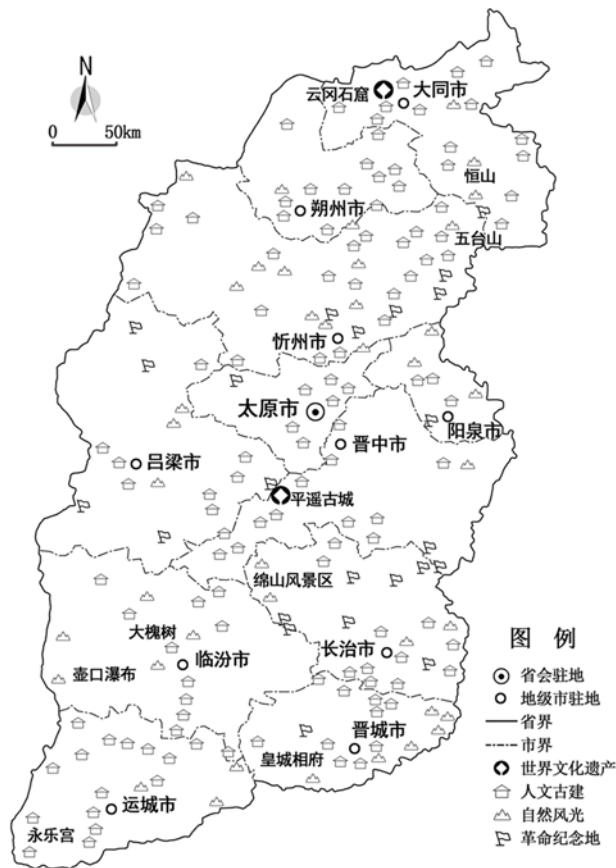 N
0 50km
云冈石窟
大同市
恒山
朔州市
五台山
忻州市
太原市
阳泉市
晋中市
吕梁市
平遥古城
绵山风景区
大槐树
临汾市
长治市
壶口瀑布
晋城市
皇城相府
运城市
永乐宫
图 例
省会驻地
地级市驻地
省界
市界
世界文化遗产
人文古建
自然风光
革命纪念地